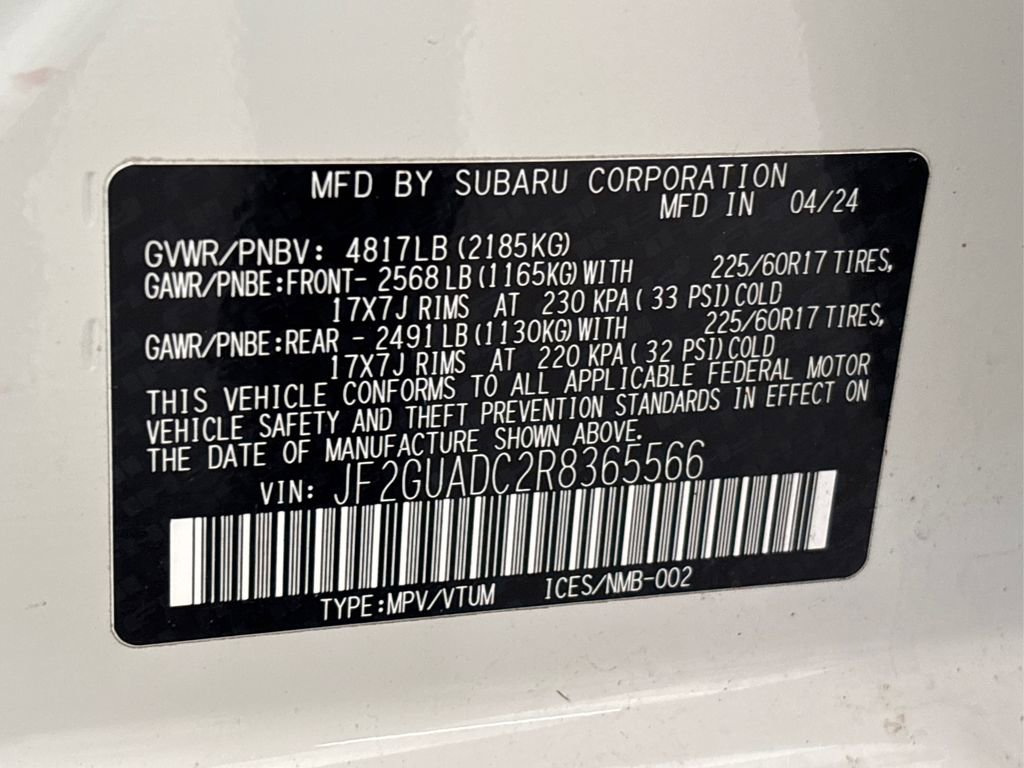 MFD BY SUBARU CORPORATION
MFD IN 04/24
GVWR/PNBV: 4817LB (2185KG)
GAWR/PNBE:FRONT- 2568 LB (1165KG) WITH 225/60R17 TIRES,
17X7J RIMS AT 230 KPA ( 33 PSI) COLD
GAWR/PNBE:REAR - 2491 LB (1130KG) WITH 225/60R17 TIRES,
17X7J RIMS AT 220 KPA ( 32 PSI) COLD
THIS VEHICLE CONFORMS TO ALL APPLICABLE FEDERAL MOTOR
VEHICLE SAFETY AND THEFT PREVENTION STANDARDS IN EFFECT ON
THE DATE OF MANUFACTURE SHOWN ABOVE.
VIN: JF2GUADC2R8365566
TYPE:MPV/VTUM ICES/NMB-002